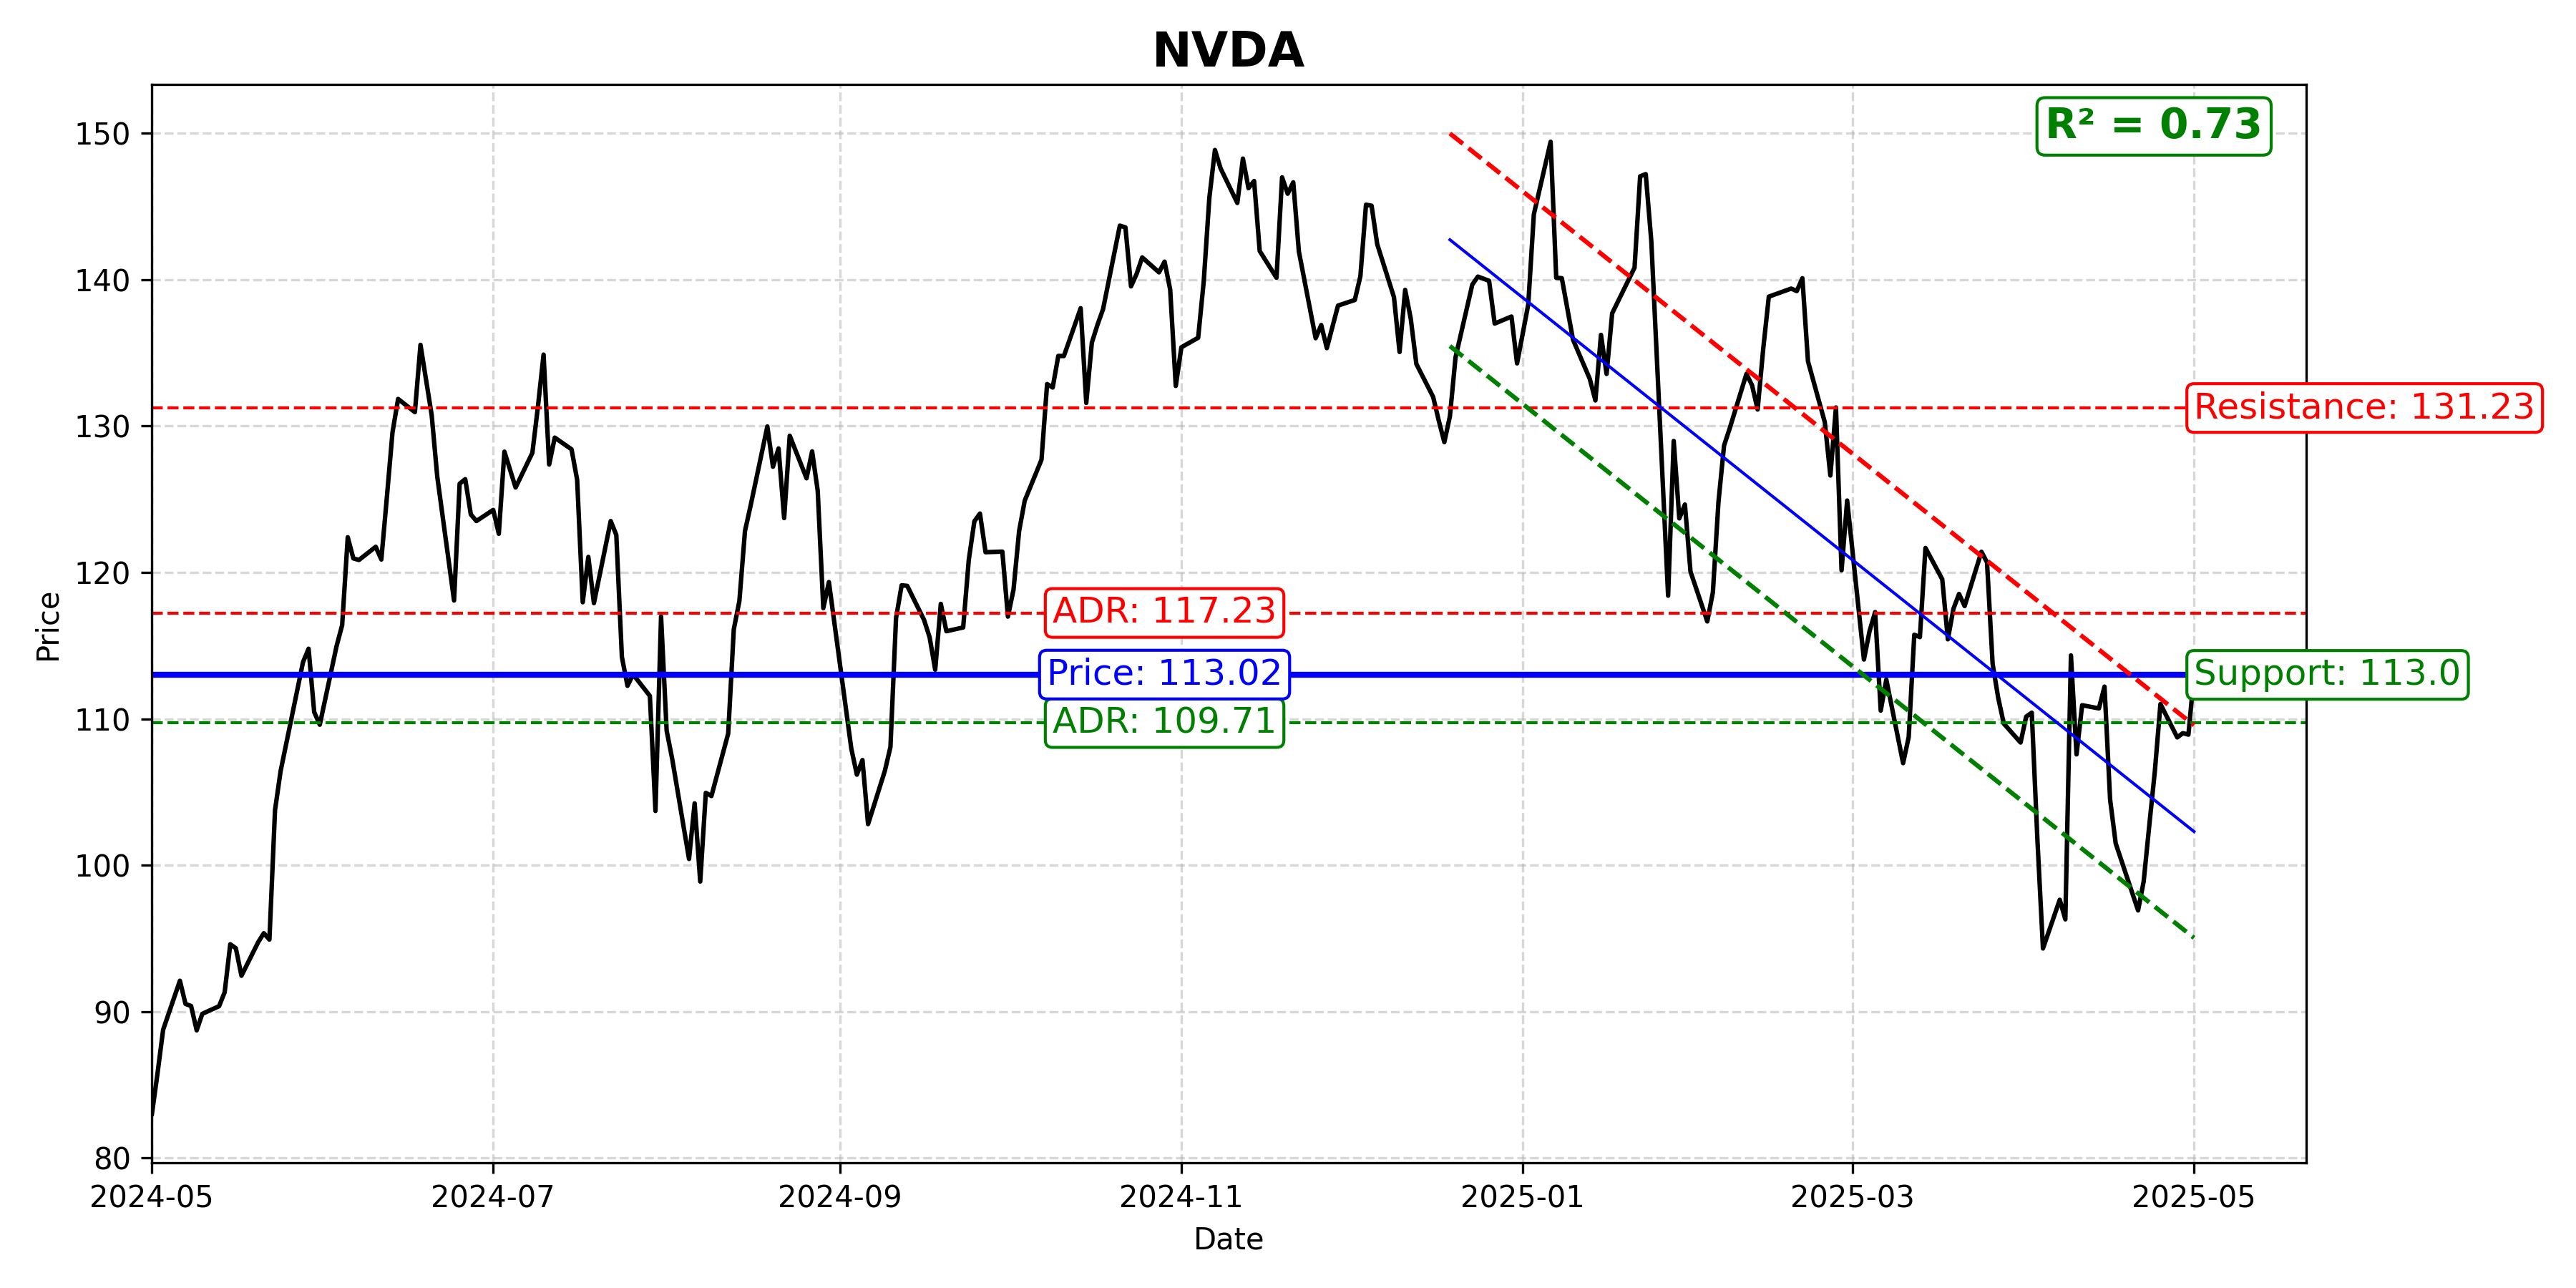 NVDA
R² = 0.73
150
140
130
120
110
100
90
80
Price
Resistance: 131.23
ADR: 117.23
Price: 113.02
Support: 113.0
ADR: 109.71
2024-05
2024-07
2024-09
2024-11
2025-01
2025-03
2025-05
Date